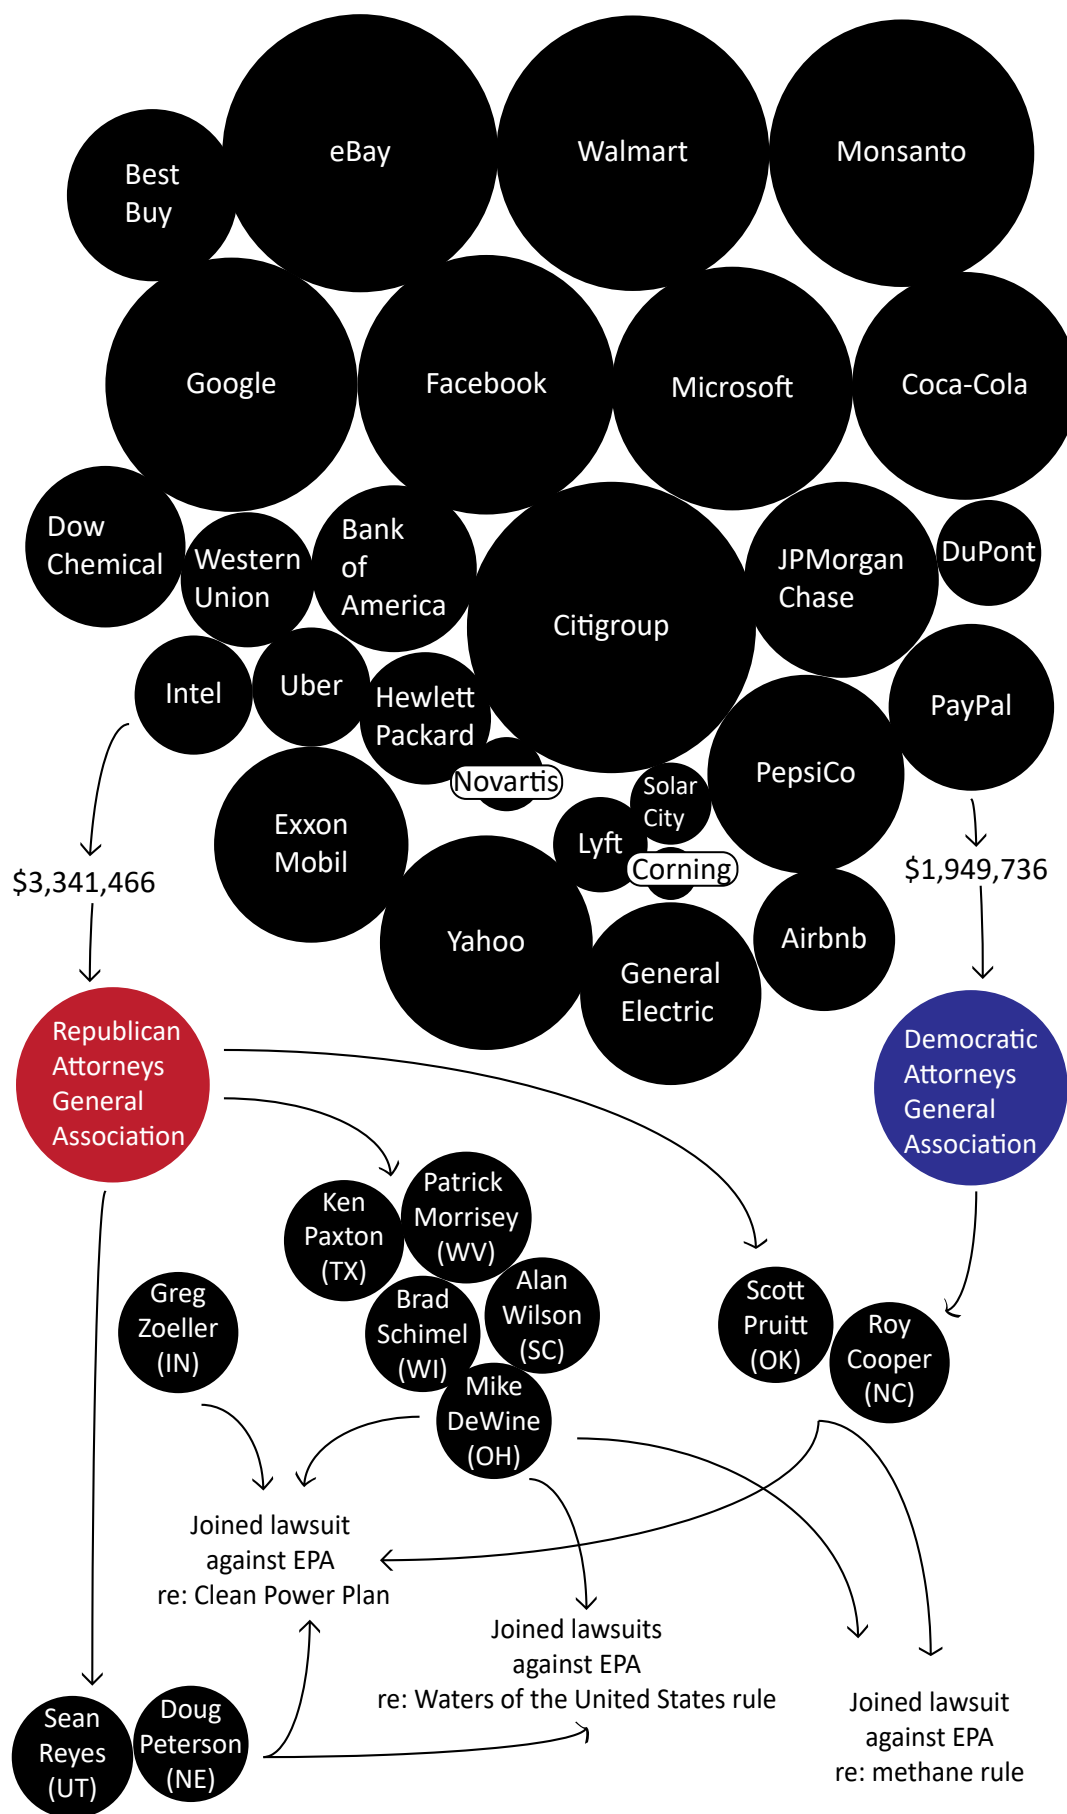 eBay
Walmart
Monsanto
Best
Buy
Google
Facebook
Microsoft
Coca-Cola
Dow
Chemical
Western
Union
Bank
of
America
Citigroup
JPMorgan
Chase
DuPont
Intel
Uber
Hewlett
Packard
PayPal
Novartis
Solar
City
PepsiCo
Exxon
Mobil
Lyft
Corning
$3,341,466
$1,949,736
Yahoo
General
Electric
Airbnb
Republican
Attorneys
General
Association
Democratic
Attorneys
General
Association
Ken
Paxton
(TX)
Patrick
Morrisey
(WV)
Greg
Zoeller
(IN)
Brad
Schimel
(WI)
Alan
Wilson
(SC)
Scott
Pruitt
(OK)
Roy
Cooper
(NC)
Mike
DeWine
(OH)
Joined lawsuit
against EPA
re: Clean Power Plan
Joined lawsuits
against EPA
re: Waters of the United States rule
Joined lawsuit
against EPA
re: methane rule
Sean
Reyes
(UT)
Doug
Peterson
(NE)